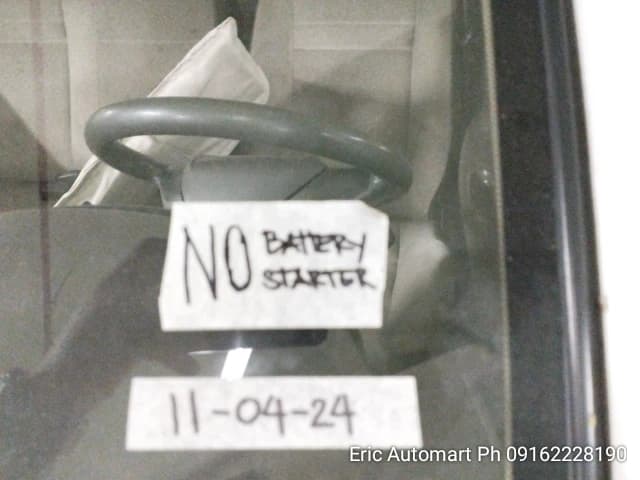 NO BATTERY
STARTER
11-04-24
Eric Automart Ph 09162228190